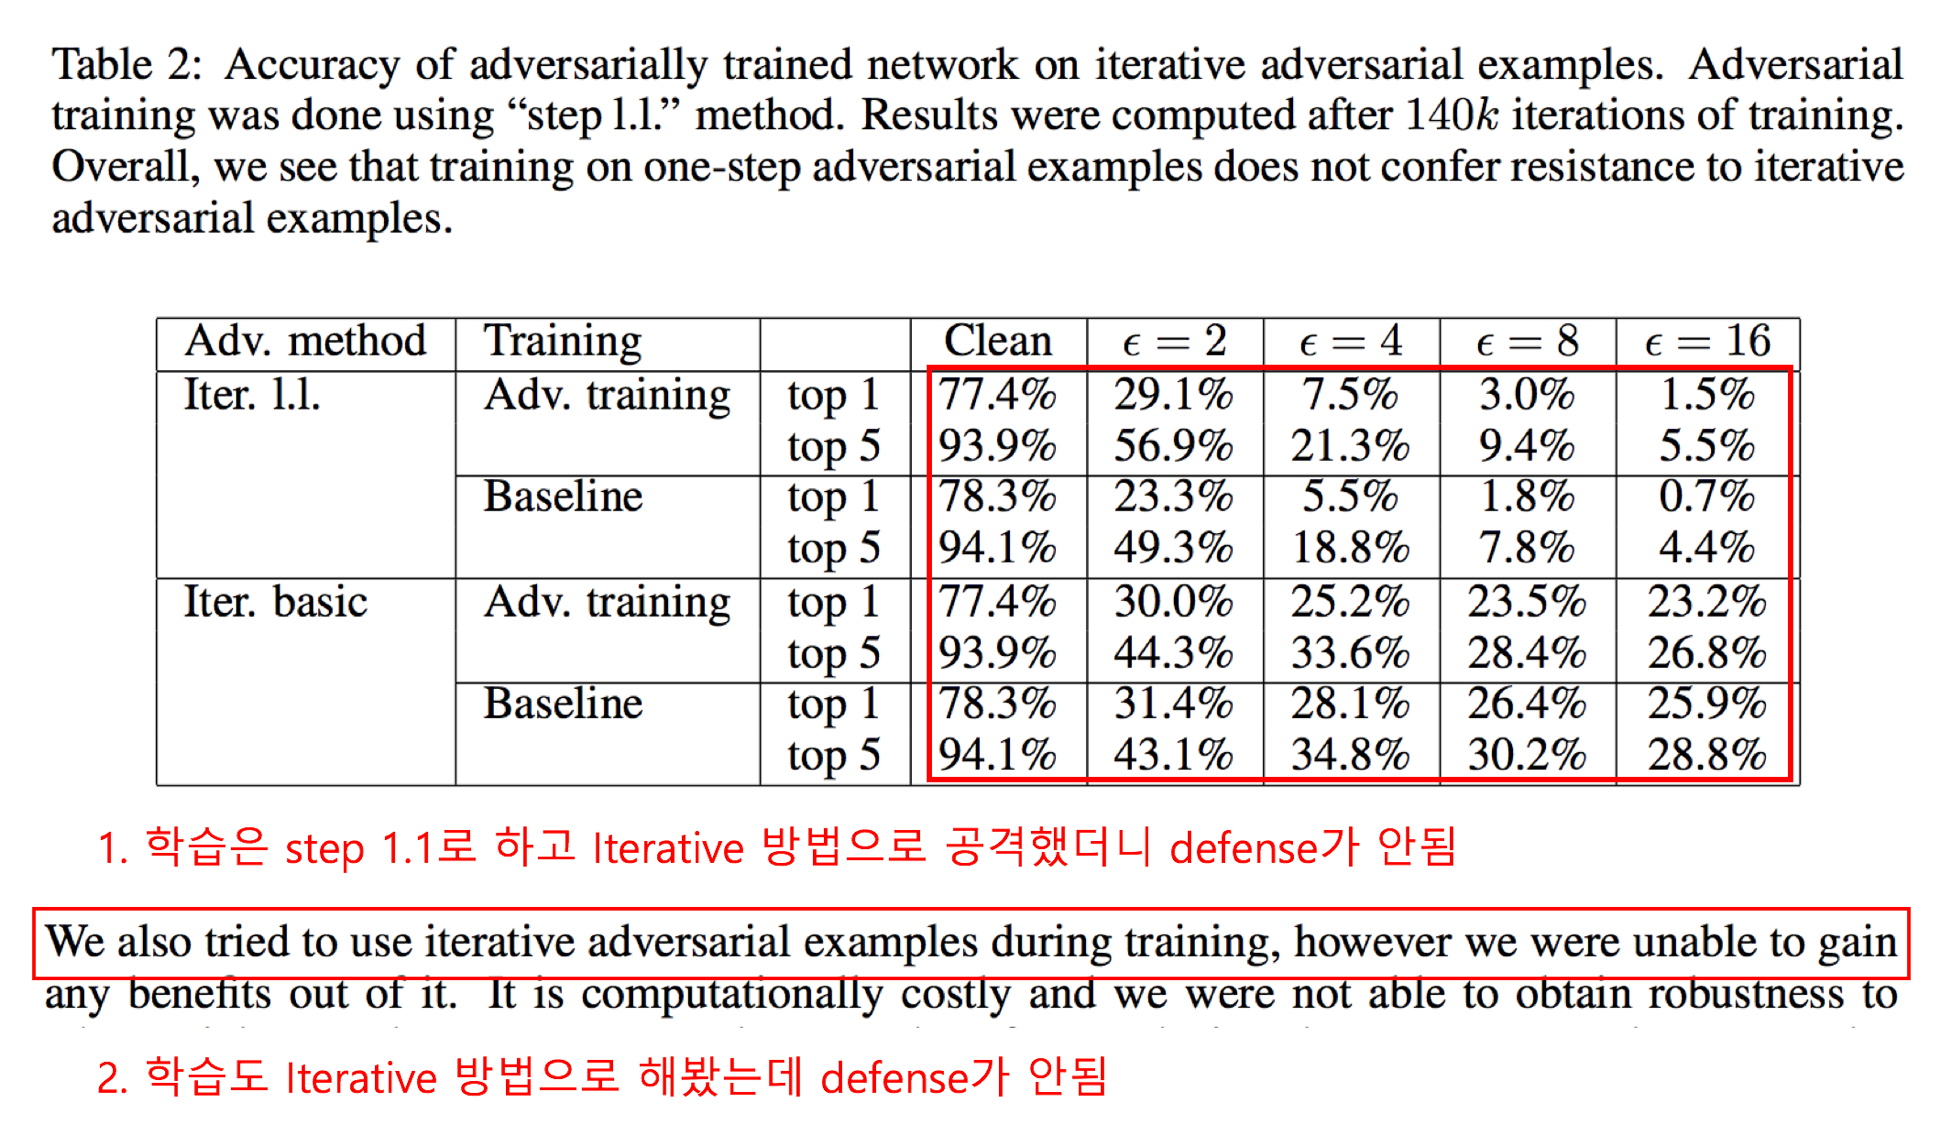 Table 2: Accuracy of adversarially trained network on iterative adversarial examples. Adversarial
training was done using “step l.l.” method. Results were computed after 140k iterations of training.
Overall, we see that training on one-step adversarial examples does not confer resistance to iterative
adversarial examples.
Adv. method Training Clean ϵ = 2 ϵ = 4 ϵ = 8 ϵ = 16
Iter. l.l. Adv. training top 1 77.4% 29.1% 7.5% 3.0% 1.5%
top 5 93.9% 56.9% 21.3% 9.4% 5.5%
Baseline top 1 78.3% 23.3% 5.5% 1.8% 0.7%
top 5 94.1% 49.3% 18.8% 7.8% 4.4%
Iter. basic Adv. training top 1 77.4% 30.0% 25.2% 23.5% 23.2%
top 5 93.9% 44.3% 33.6% 28.4% 26.8%
Baseline top 1 78.3% 31.4% 28.1% 26.4% 25.9%
top 5 94.1% 43.1% 34.8% 30.2% 28.8%
1. 학습은 step 1.1로 하고 Iterative 방법으로 공격했더니 defense가 안됨
We also tried to use iterative adversarial examples during training, however we were unable to gain
any benefits out of it. It is computationally costly and we were not able to obtain robustness to
2. 학습도 Iterative 방법으로 해봤는데 defense가 안됨